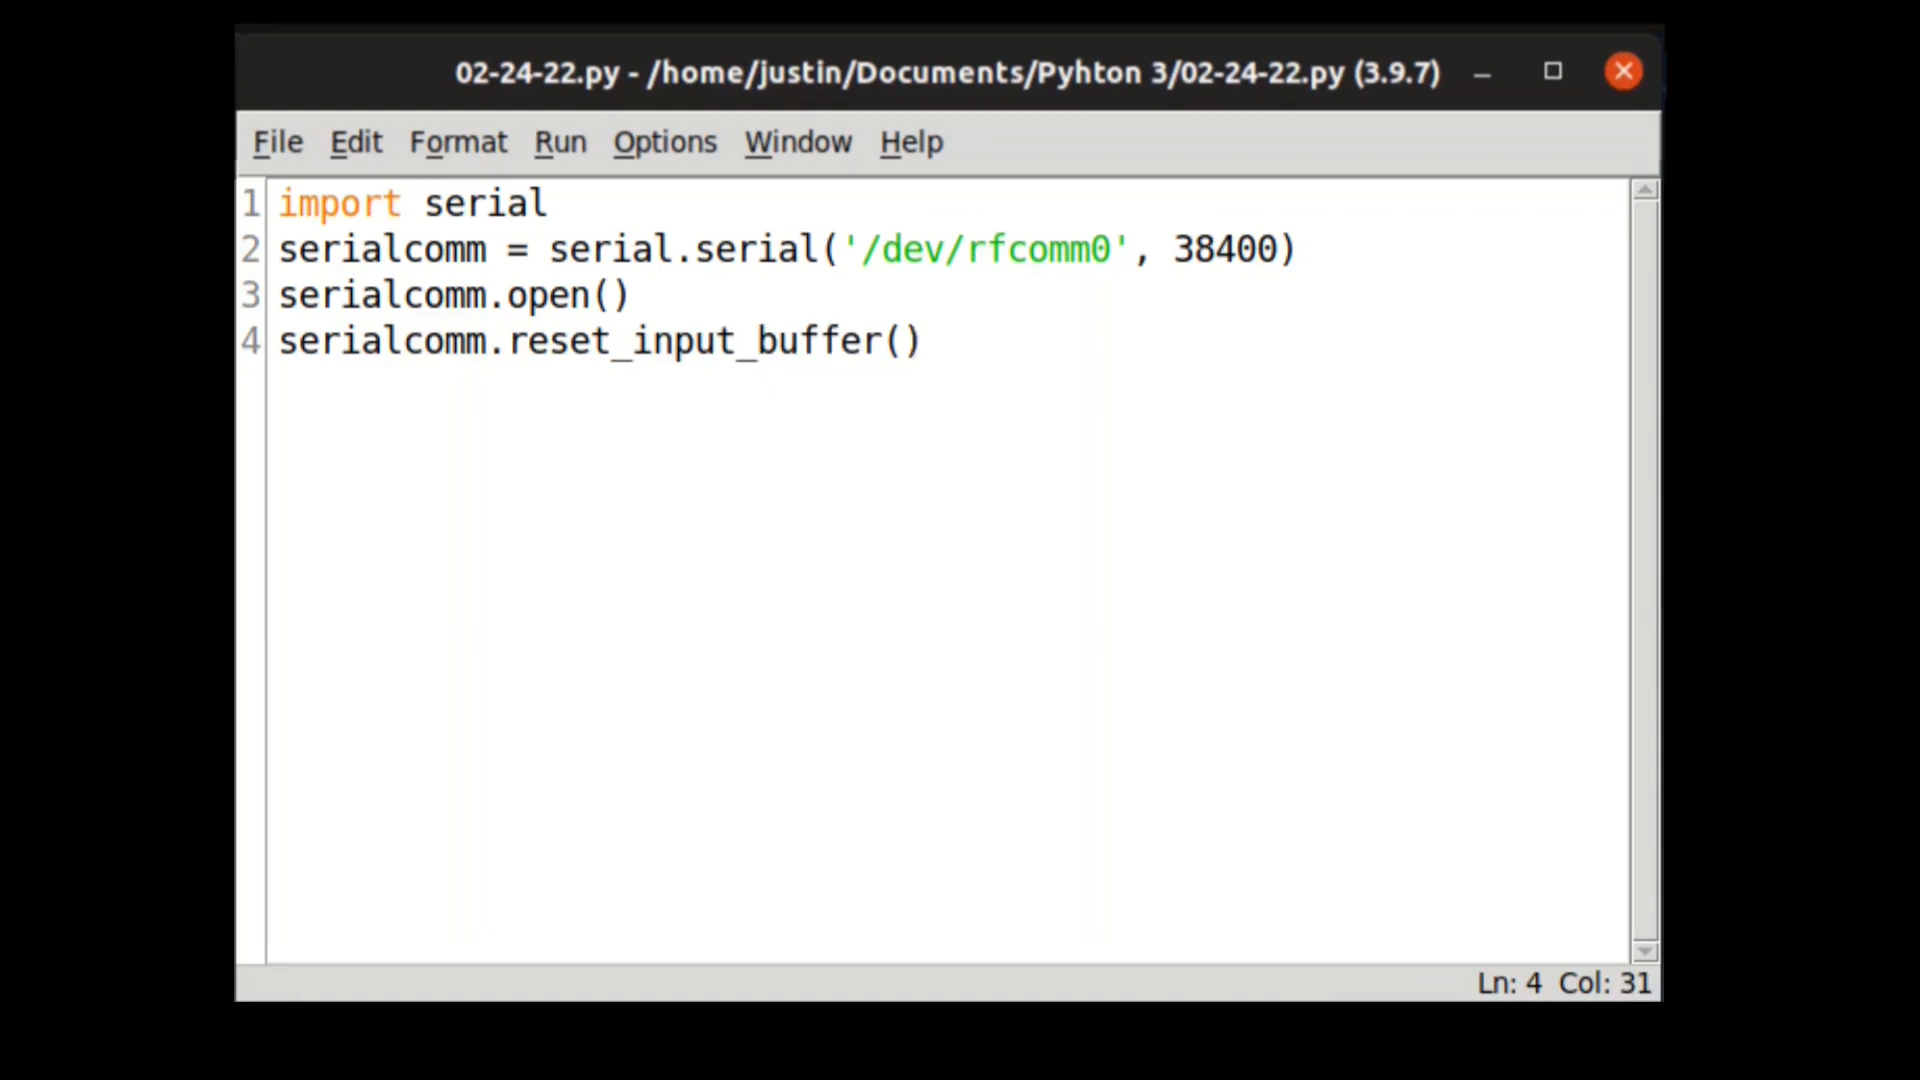 02-24-22.py - /home/justin/Documents/Pyhton 3/02-24-22.py (3.9.7)
File Edit Format Run Options Window Help
1 import serial
2 serialcomm = serial.serial('/dev/rfcomm0', 38400)
3 serialcomm.open()
4 serialcomm.reset_input_buffer()
Ln: 4 Col: 31